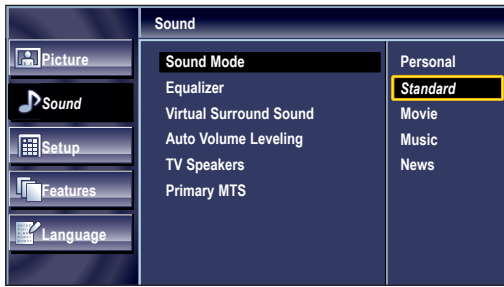 Sound
Picture
Sound
Setup
Features
Language
Sound Mode
Equalizer
Virtual Surround Sound
Auto Volume Leveling
TV Speakers
Primary MTS
Personal
Standard
Movie
Music
News